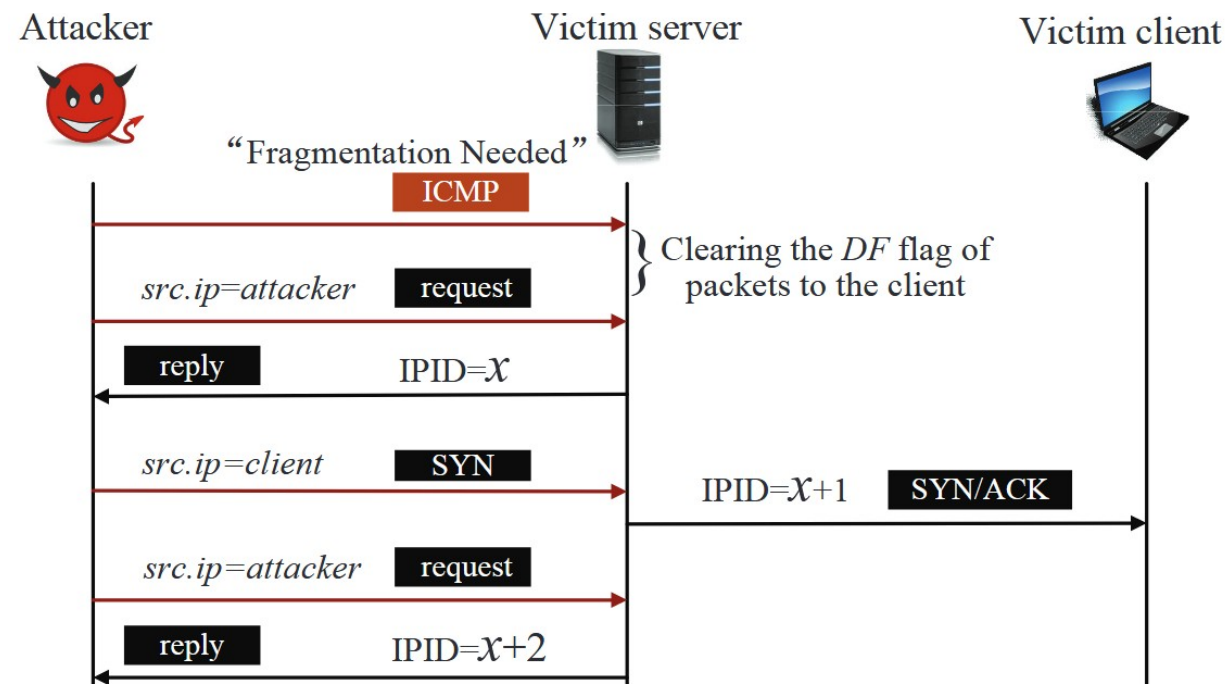 Attacker
Victim server
Victim client
“Fragmentation Needed”
ICMP
Clearing the DF flag of
packets to the client
src.ip=attacker
request
reply
IPID=x
src.ip=client
SYN
IPID=x+1
SYN/ACK
src.ip=attacker
request
reply
IPID=x+2